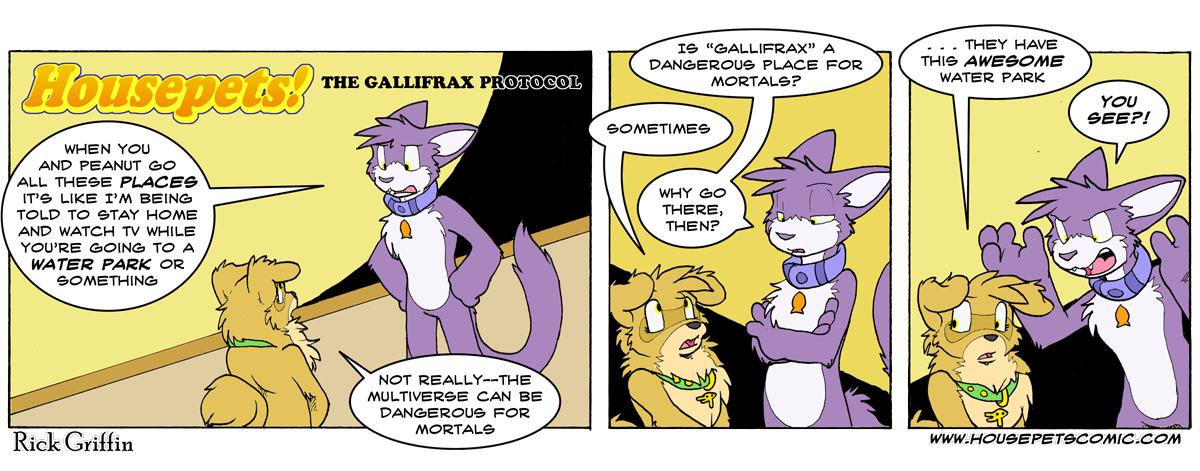 Housepets! THE GALLIFRAX PROTOCOL
WHEN YOU
AND PEANUT GO
ALL THESE PLACES
IT'S LIKE I'M BEING
TOLD TO STAY HOME
AND WATCH TV WHILE
YOU'RE GOING TO A
WATER PARK OR
SOMETHING
NOT REALLY--THE
MULTIVERSE CAN BE
DANGEROUS FOR
MORTALS
Rick Griffin
IS "GALLIFRAX" A
DANGEROUS PLACE FOR
MORTALS?
SOMETIMES
WHY GO
THERE,
THEN?
. . . THEY HAVE
THIS AWESOME
WATER PARK
YOU
SEE?!
WWW.HOUSEPETSCOMIC.COM